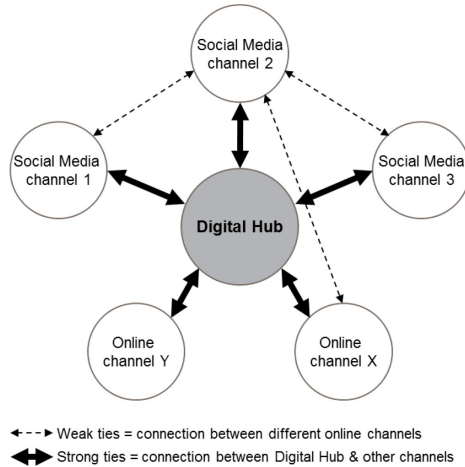 Social Media
channel 2
Social Media
channel 1
Social Media
channel 3
Digital Hub
Online
channel Y
Online
channel X
Weak ties = connection between different online channels
Strong ties = connection between Digital Hub & other channels